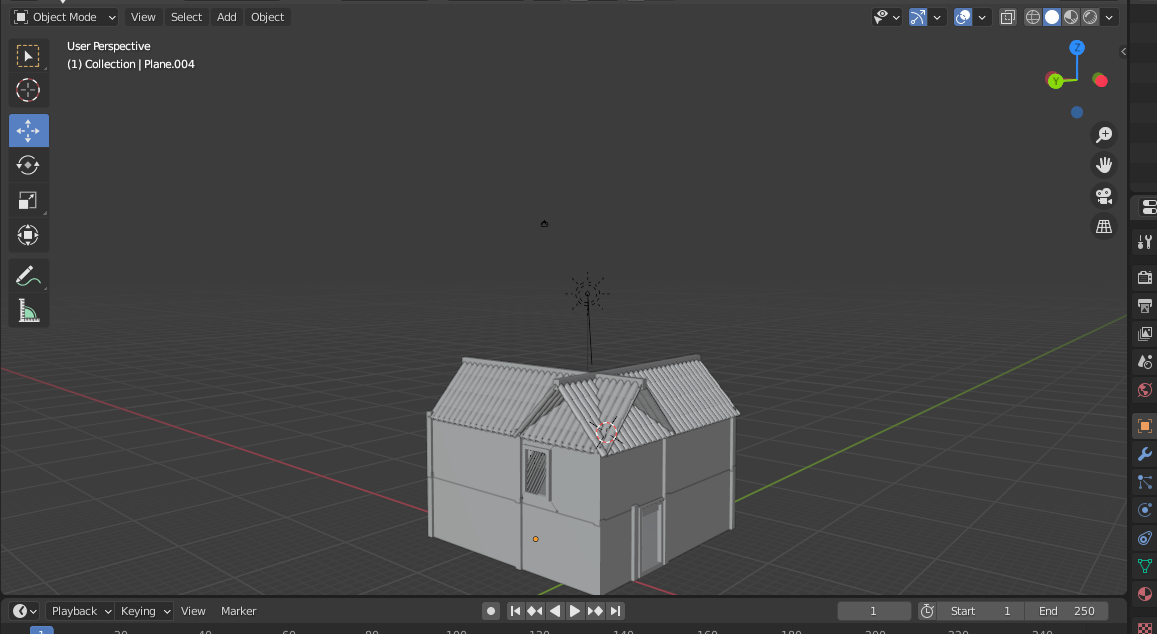 Object Mode View Select Add Object
User Perspective
(1) Collection | Plane.004
Z
Y
Playback Keying View Marker 1 Start 1 End 250
1 20 40 60 80 100 120 140 160 180 200 220 240